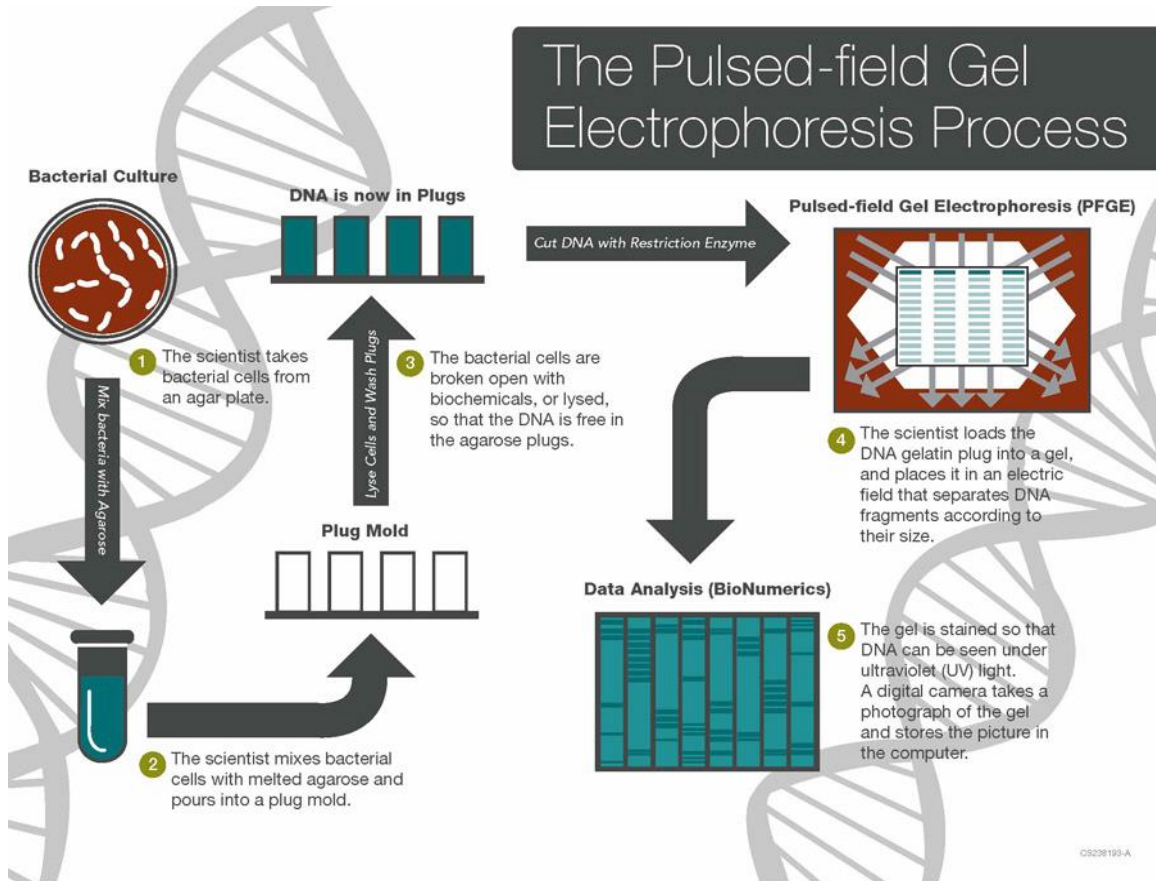 The Pulsed-field Gel
Electrophoresis Process
Bacterial Culture
1 The scientist takes
bacterial cells from
an agar plate.
Mix bacteria with Agarose
2 The scientist mixes bacterial
cells with melted agarose and
pours into a plug mold.
Plug Mold
Lyse Cells and Wash Plugs
3 The bacterial cells are
broken open with
biochemicals, or lysed,
so that the DNA is free in
the agarose plugs.
DNA is now in Plugs
Cut DNA with Restriction Enzyme
Pulsed-field Gel Electrophoresis (PFGE)
4 The scientist loads the
DNA gelatin plug into a gel,
and places it in an electric
field that separates DNA
fragments according to
their size.
Data Analysis (BioNumerics)
5 The gel is stained so that
DNA can be seen under
ultraviolet (UV) light.
A digital camera takes a
photograph of the gel
and stores the picture in
the computer.
CS238193-A